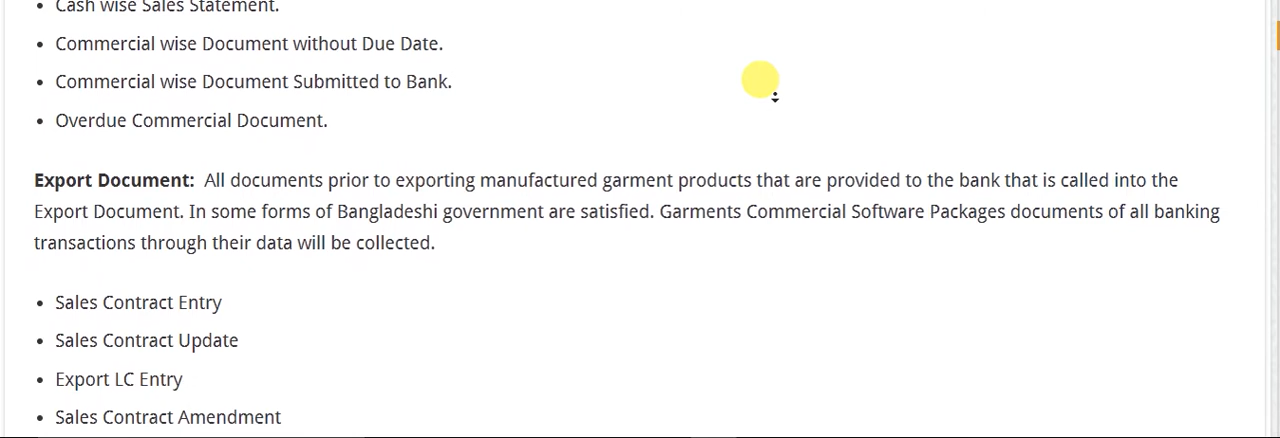 Cash wise Sales Statement.
Commercial wise Document without Due Date.
Commercial wise Document Submitted to Bank.
Overdue Commercial Document.
Export Document: All documents prior to exporting manufactured garment products that are provided to the bank that is called into the
Export Document. In some forms of Bangladeshi government are satisfied. Garments Commercial Software Packages documents of all banking
transactions through their data will be collected.
Sales Contract Entry
Sales Contract Update
Export LC Entry
Sales Contract Amendment